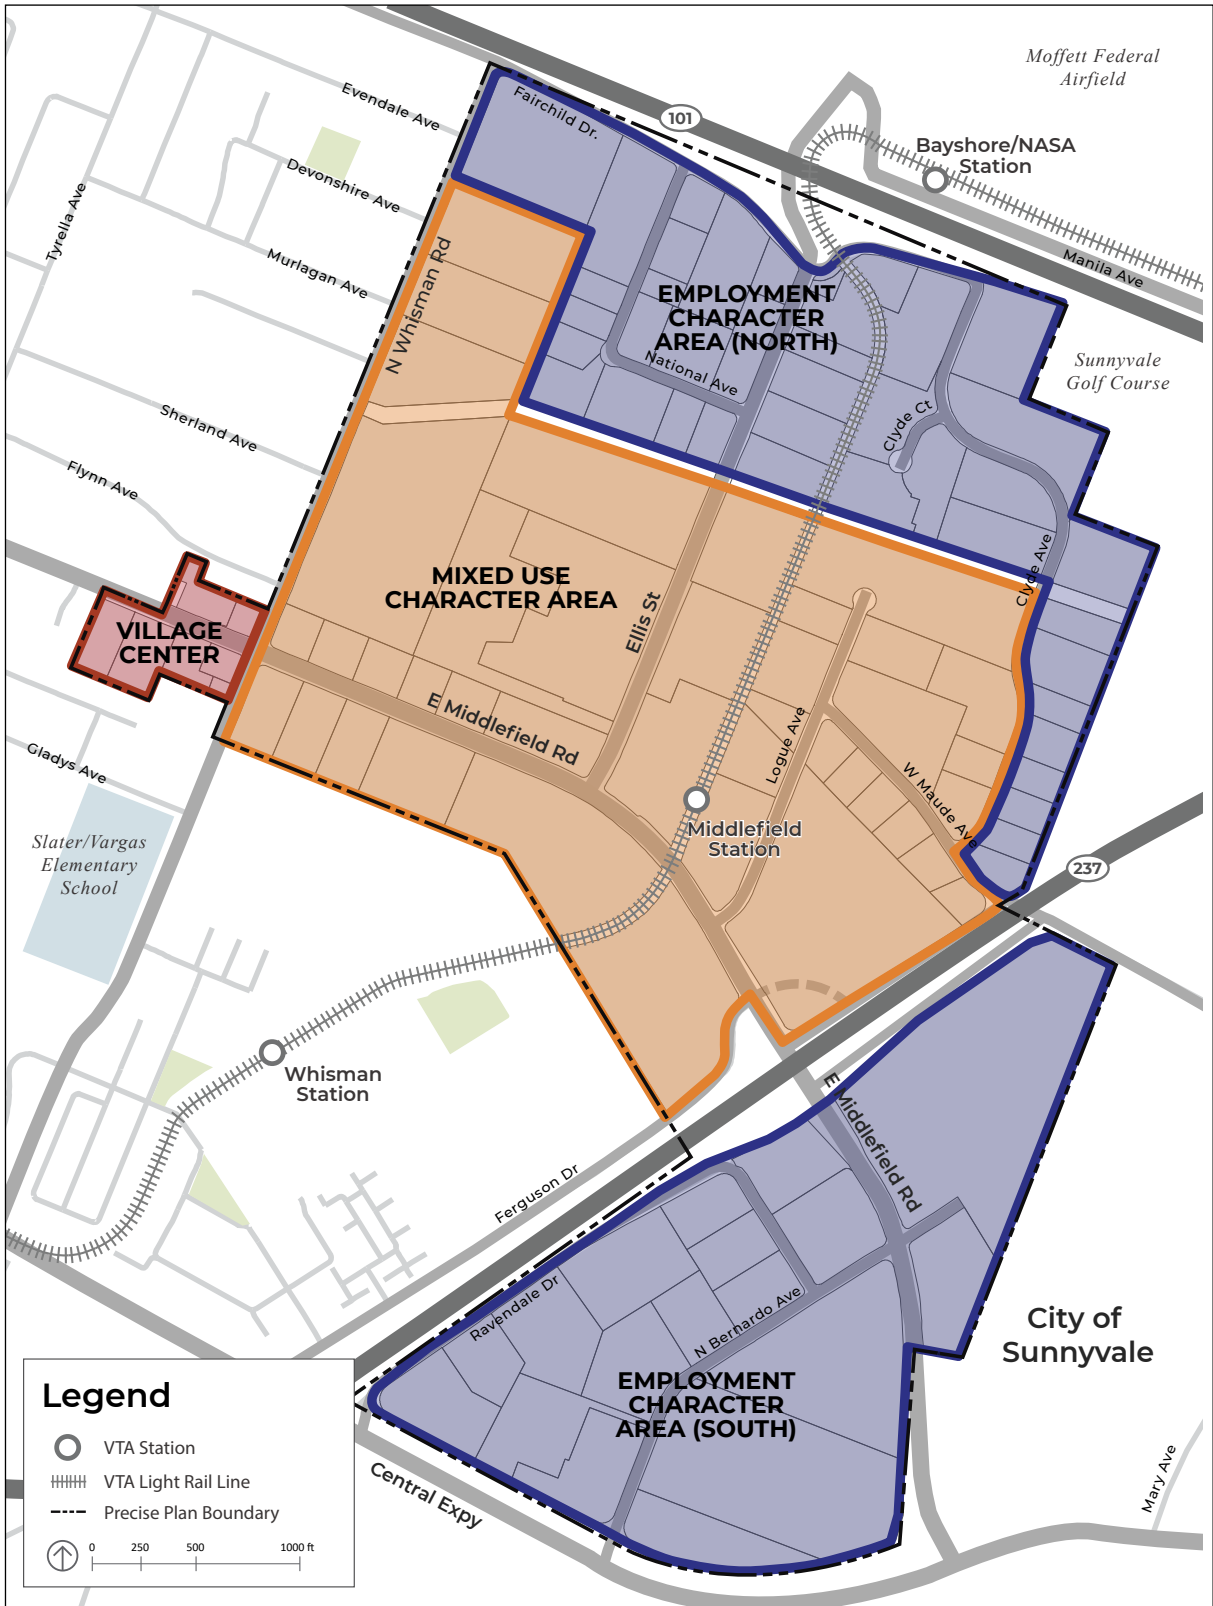 Moffett Federal
Airfield
Evendale Ave
Fairchild Dr.
101
Bayshore/NASA
Station
Devonshire Ave
Tyrella Ave
Murlagan Ave
N Whisman Rd
Manila Ave
EMPLOYMENT
CHARACTER
AREA (NORTH)
National Ave
Sunnyvale
Golf Course
Sherland Ave
Clyde Ct
Flynn Ave
Clyde Ave
MIXED USE
CHARACTER AREA
VILLAGE
CENTER
Ellis St
E Middlefield Rd
Logue Ave
Gladys Ave
W Maude Ave
Middlefield
Station
Slater/Vargas
Elementary
School
237
Whisman
Station
E Middlefield Rd
Ferguson Dr
Ravendale Dr
N Bernardo Ave
City of
Sunnyvale
EMPLOYMENT
CHARACTER
AREA (SOUTH)
Central Expy
Mary Ave
Legend
VTA Station
VTA Light Rail Line
Precise Plan Boundary
0 250 500 1000 ft